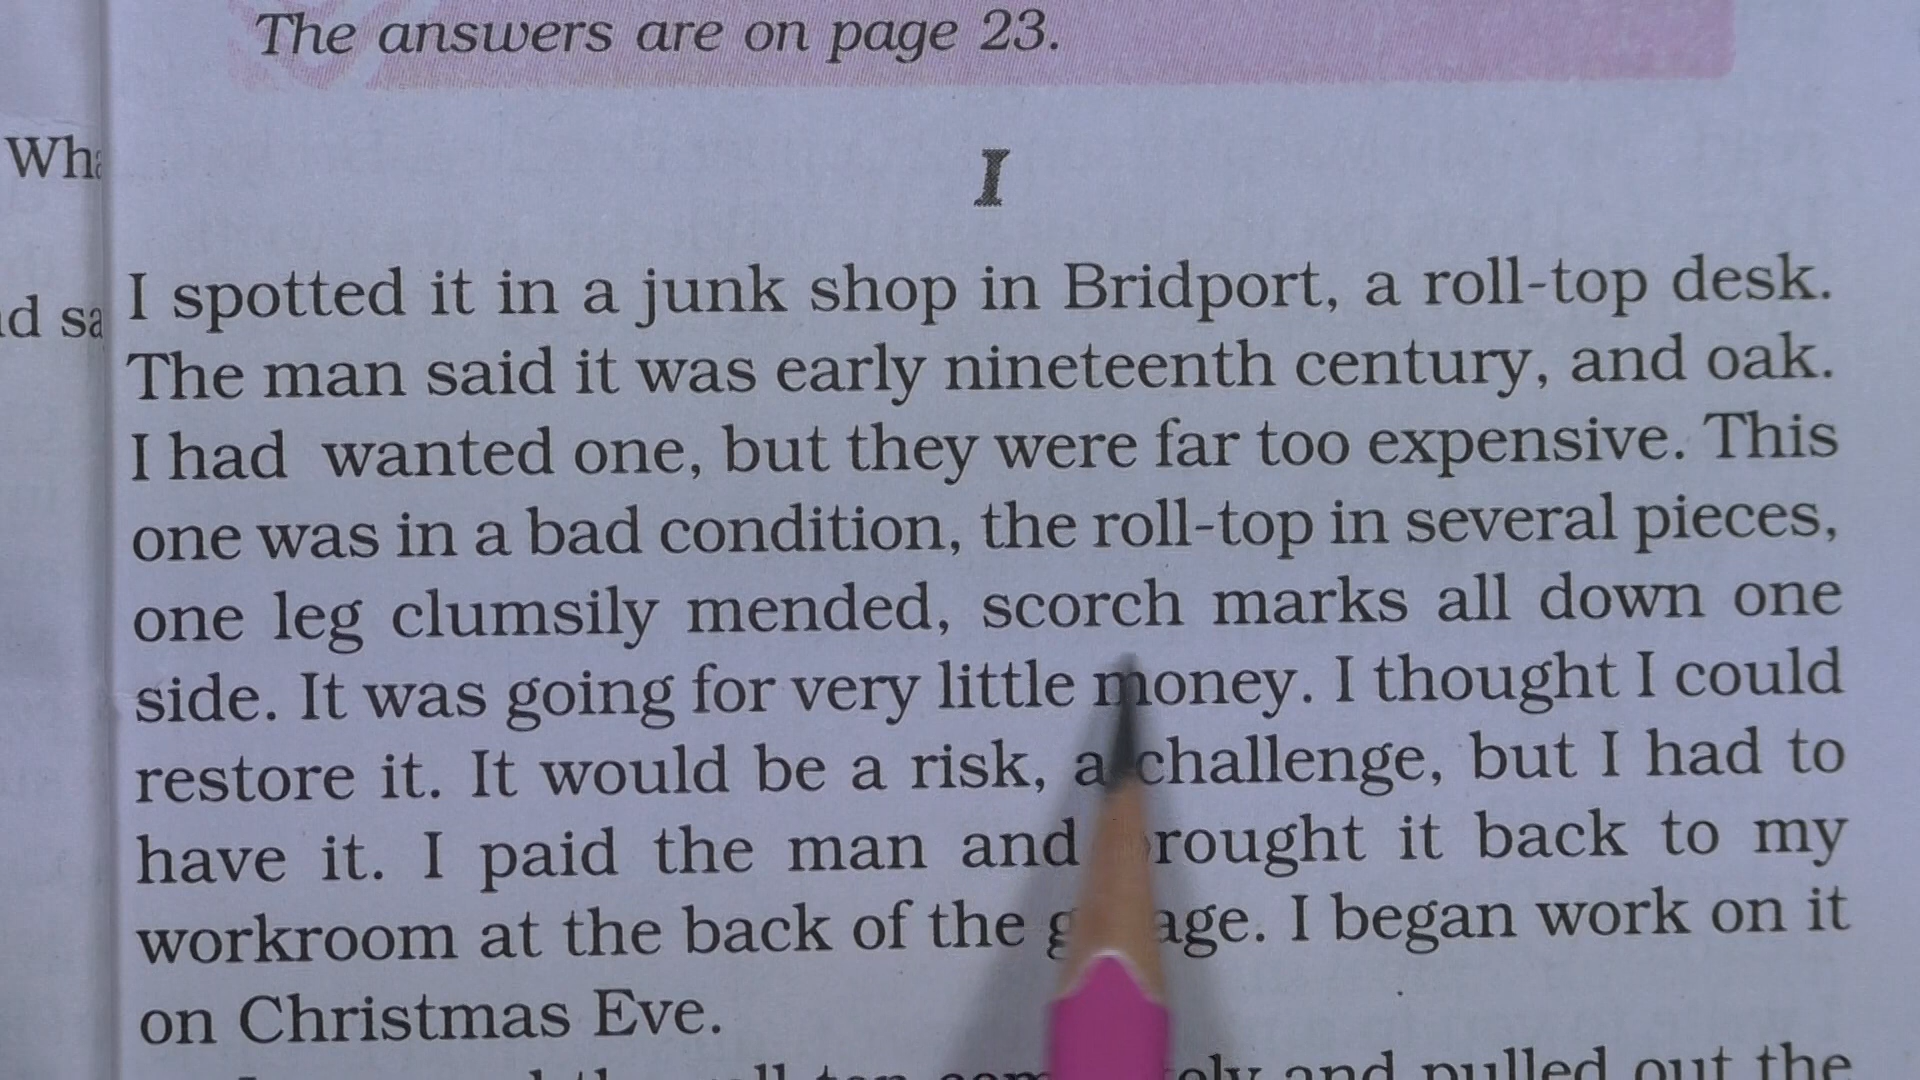 The answers are on page 23.
I
I spotted it in a junk shop in Bridport, a roll-top desk.
The man said it was early nineteenth century, and oak.
I had wanted one, but they were far too expensive. This
one was in a bad condition, the roll-top in several pieces,
one leg clumsily mended, scorch marks all down one
side. It was going for very little money. I thought I could
restore it. It would be a risk, a challenge, but I had to
have it. I paid the man and brought it back to my
workroom at the back of the garage. I began work on it
on Christmas Eve.
and pulled out the